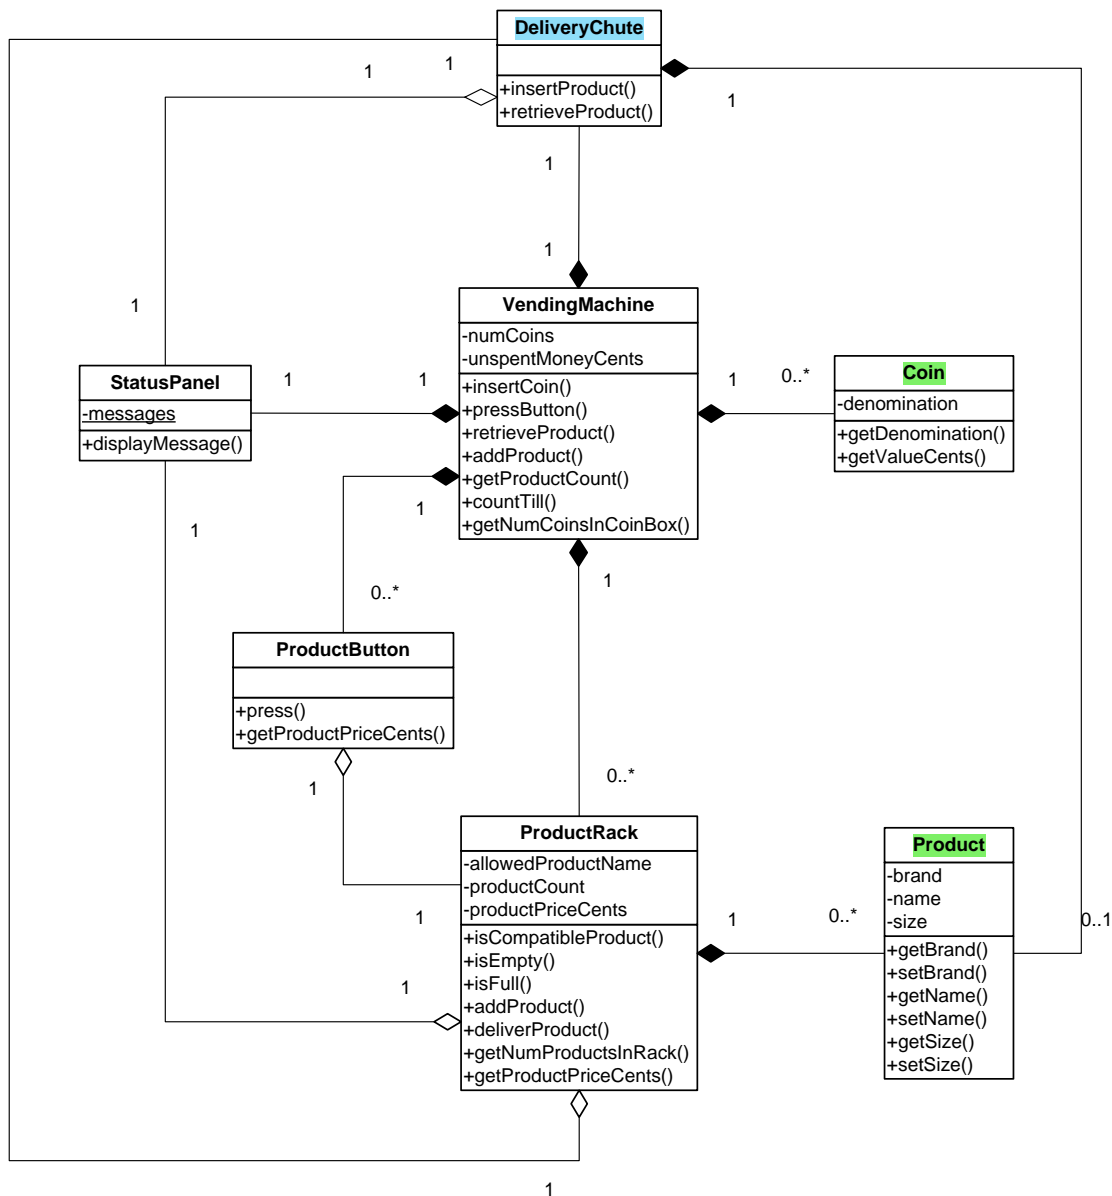 DeliveryChute
+insertProduct()
+retrieveProduct()
1
1
1
1
1
1
VendingMachine
-numCoins
-unspentMoneyCents
+insertCoin()
+pressButton()
+retrieveProduct()
+addProduct()
+getProductCount()
+countTill()
+getNumCoinsInCoinBox()
StatusPanel
-messages
+displayMessage()
1
1
1
0..*
Coin
-denomination
+getDenomination()
+getValueCents()
1
1
1
0..*
ProductButton
+press()
+getProductPriceCents()
1
0..*
ProductRack
-allowedProductName
-productCount
-productPriceCents
+isCompatibleProduct()
+isEmpty()
+isFull()
+addProduct()
+deliverProduct()
+getNumProductsInRack()
+getProductPriceCents()
1
1
1
0..*
Product
-brand
-name
-size
+getBrand()
+setBrand()
+getName()
+setName()
+getSize()
+setSize()
0..1
1